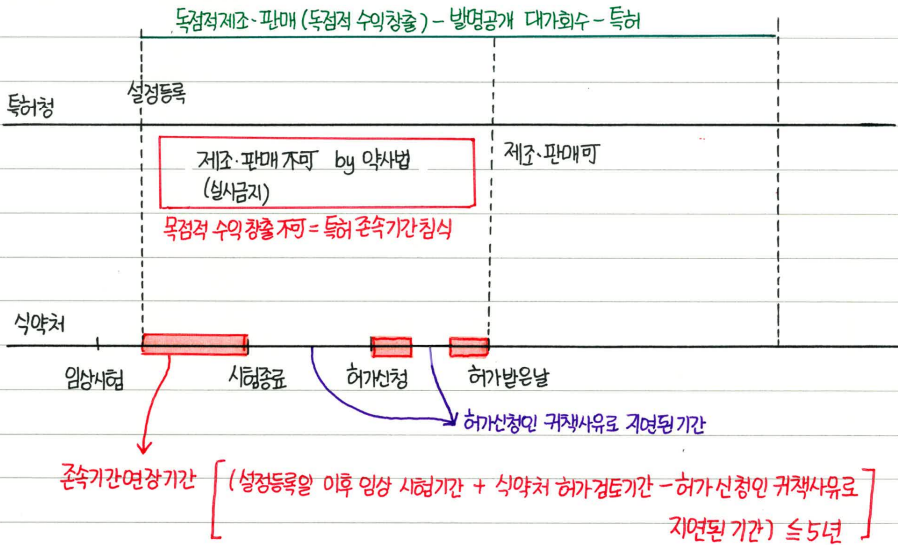 독점적제조·판매 (독점적 수익창출) - 발명공개 대가회수 - 특허
설정등록
특허청
제조·판매 不可 by 약사법
(실시금지)
제조·판매可
독점적 수익 창출 不可 = 특허 존속기간 침식
식약처
임상시험 시험종료 허가신청 허가받은날
허가신청인 귀책사유로 지연된 기간
존속기간연장기간 [(설정등록일 이후 임상 시험기간 + 식약처 허가검토기간 - 허가신청인 귀책사유로
지연된 기간) ≦ 5년]